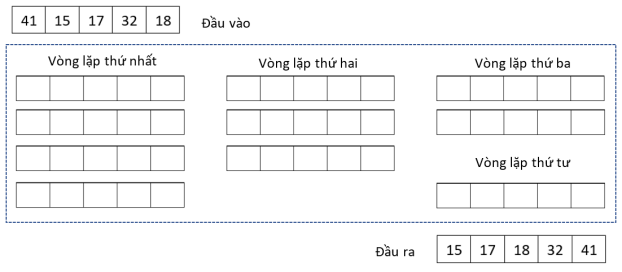 41 15 17 32 18 Đầu vào
Vòng lặp thứ nhất
Vòng lặp thứ hai
Vòng lặp thứ ba
Vòng lặp thứ tư
Đầu ra 15 17 18 32 41